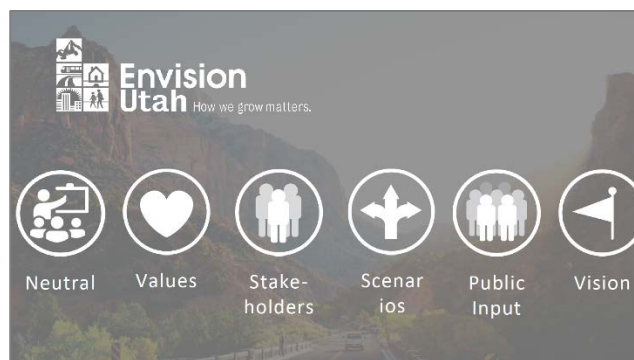 Envision
Utah How we grow matters.
Neutral
Values
Stake-
holders
Scenar
ios
Public
Input
Vision